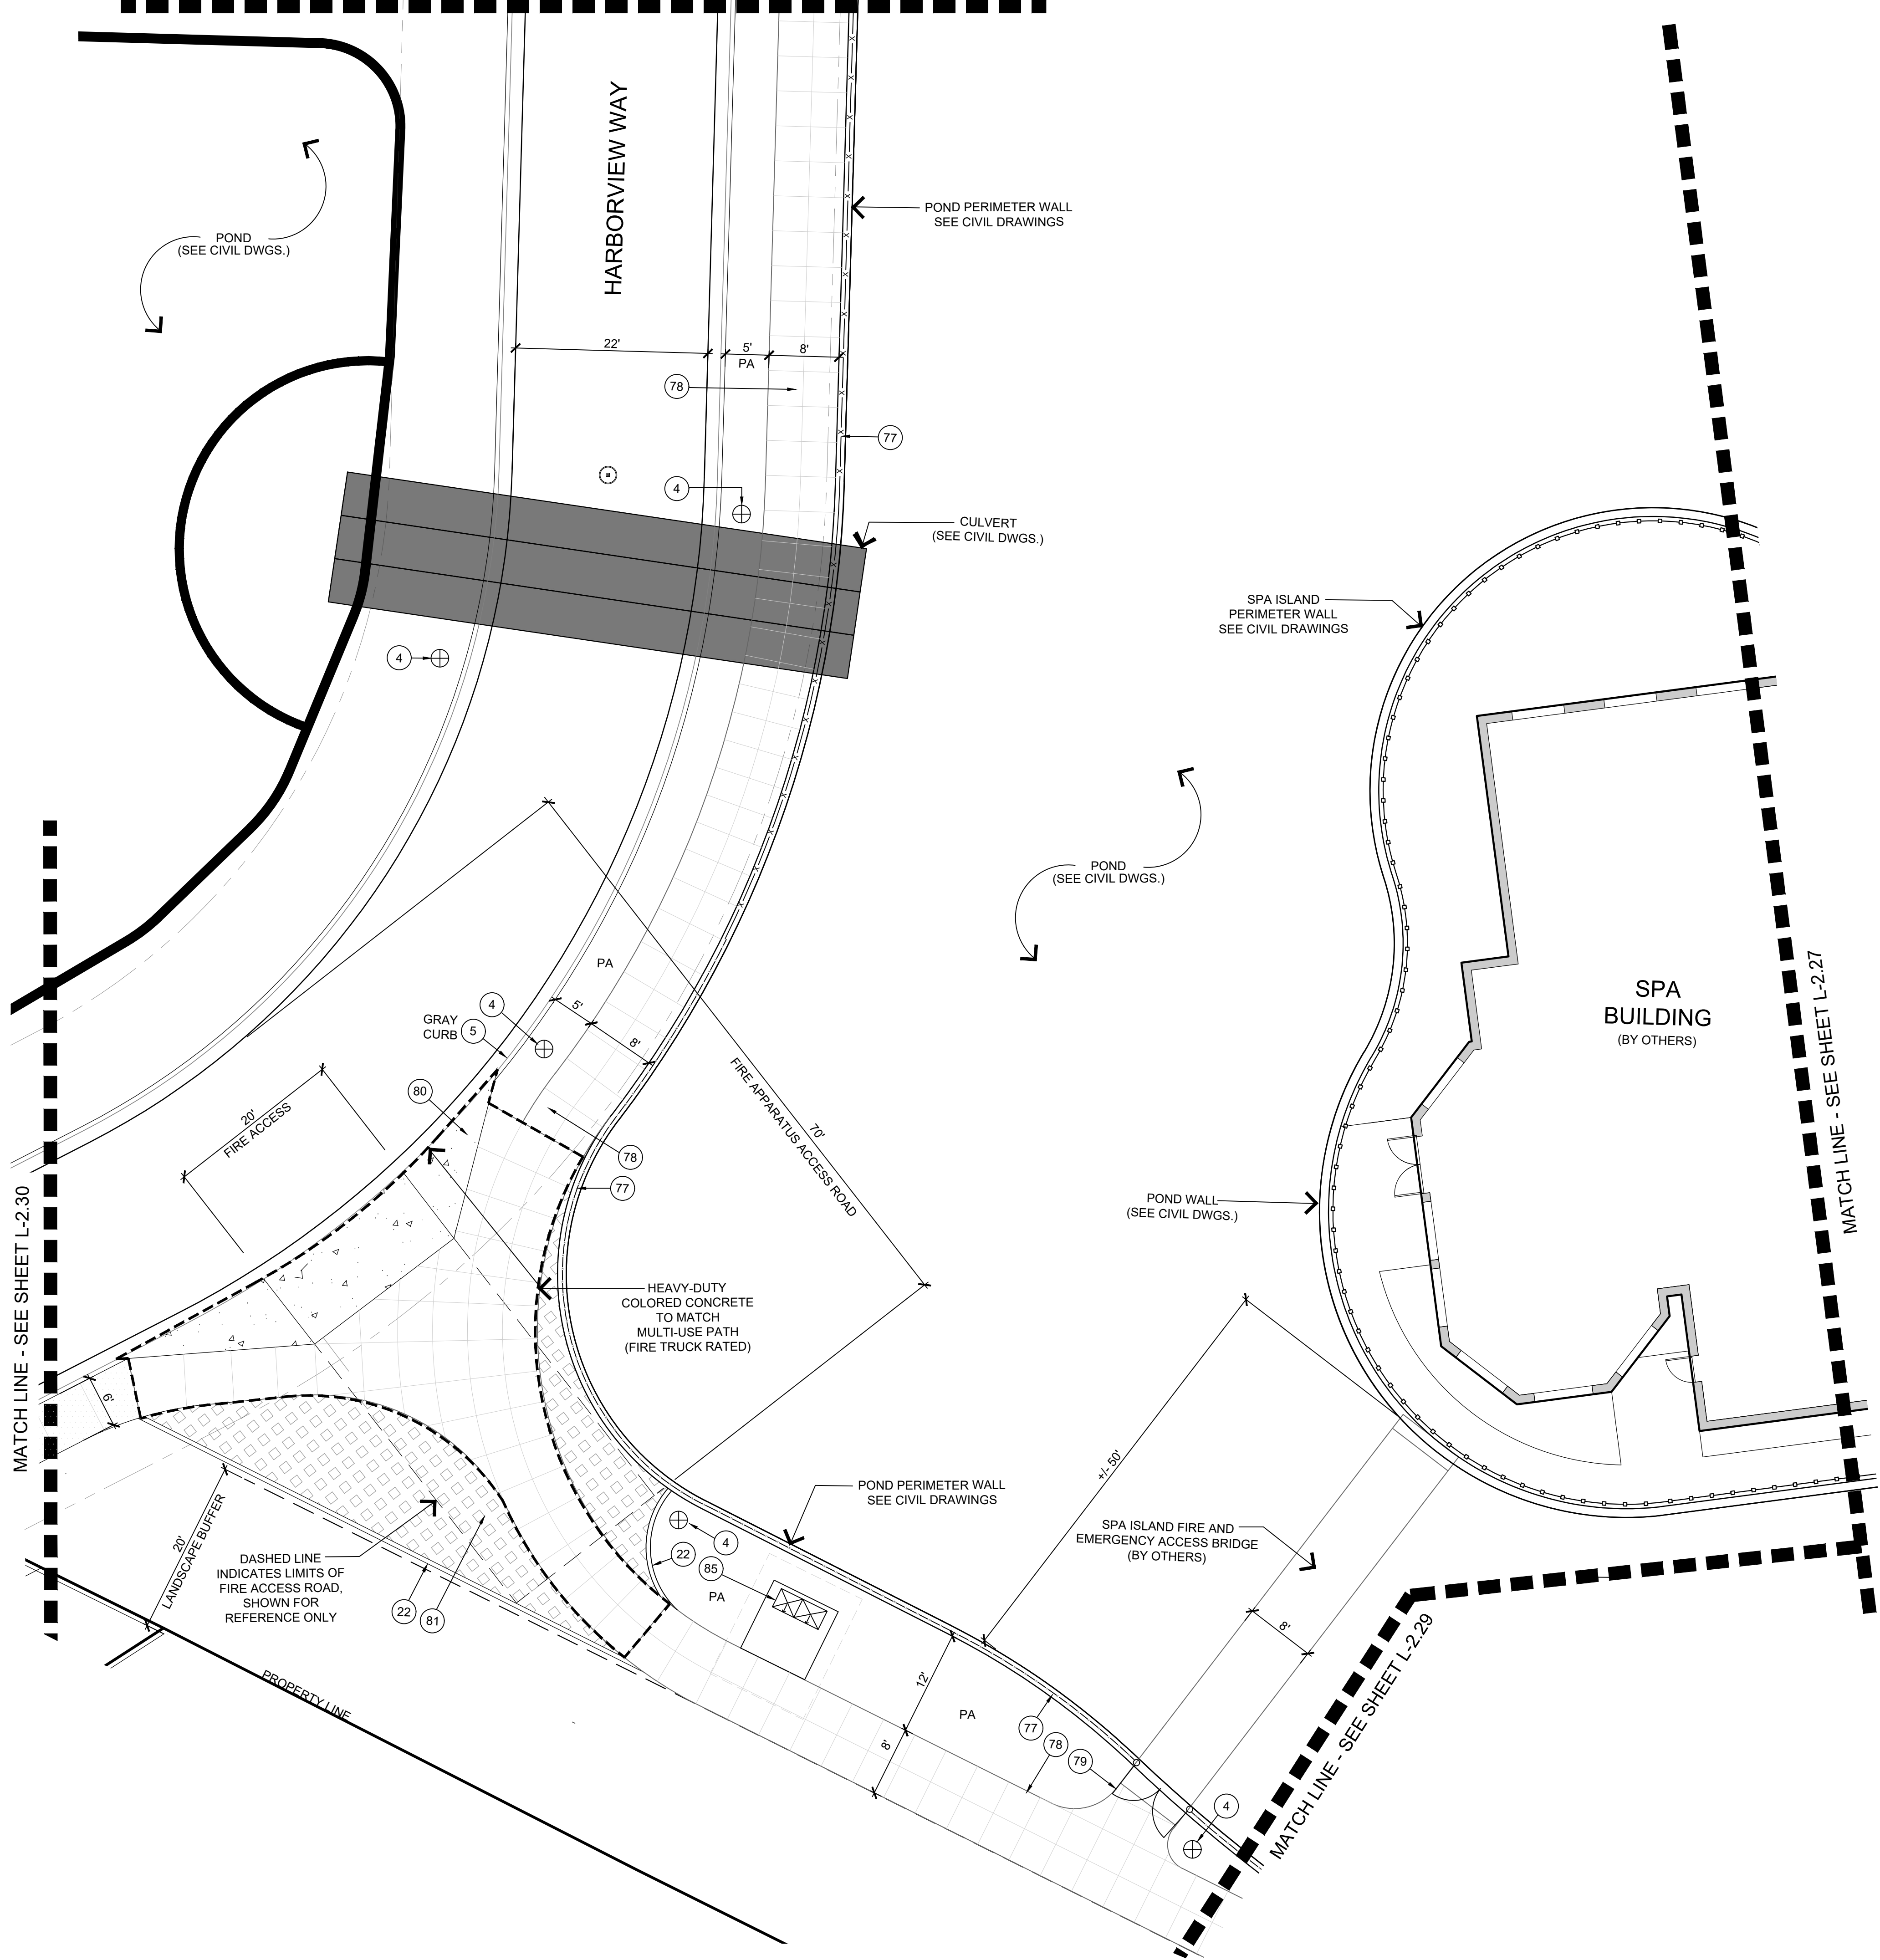 HARBORVIEW WAY
POND
(SEE CIVIL DWGS.)
POND PERIMETER WALL
SEE CIVIL DRAWINGS
22'
5'
PA
8'
78
77
4
CULVERT
(SEE CIVIL DWGS.)
4
SPA ISLAND
PERIMETER WALL
SEE CIVIL DRAWINGS
POND
(SEE CIVIL DWGS.)
PA
4
GRAY
CURB
5
5'
8'
SPA
BUILDING
(BY OTHERS)
MATCH LINE - SEE SHEET L-2.27
80
20'
FIRE ACCESS
70'
FIRE APPARATUS ACCESS ROAD
78
77
POND WALL
(SEE CIVIL DWGS.)
MATCH LINE - SEE SHEET L-2.30
HEAVY-DUTY
COLORED CONCRETE
TO MATCH
MULTI-USE PATH
(FIRE TRUCK RATED)
6'
+/- 50'
POND PERIMETER WALL
SEE CIVIL DRAWINGS
20'
LANDSCAPE BUFFER
DASHED LINE
INDICATES LIMITS OF
FIRE ACCESS ROAD,
SHOWN FOR
REFERENCE ONLY
22
81
4
22
85
PA
SPA ISLAND FIRE AND
EMERGENCY ACCESS BRIDGE
(BY OTHERS)
8'
PROPERTY LINE
12'
8'
PA
77
78
79
4
MATCH LINE - SEE SHEET L-2.29